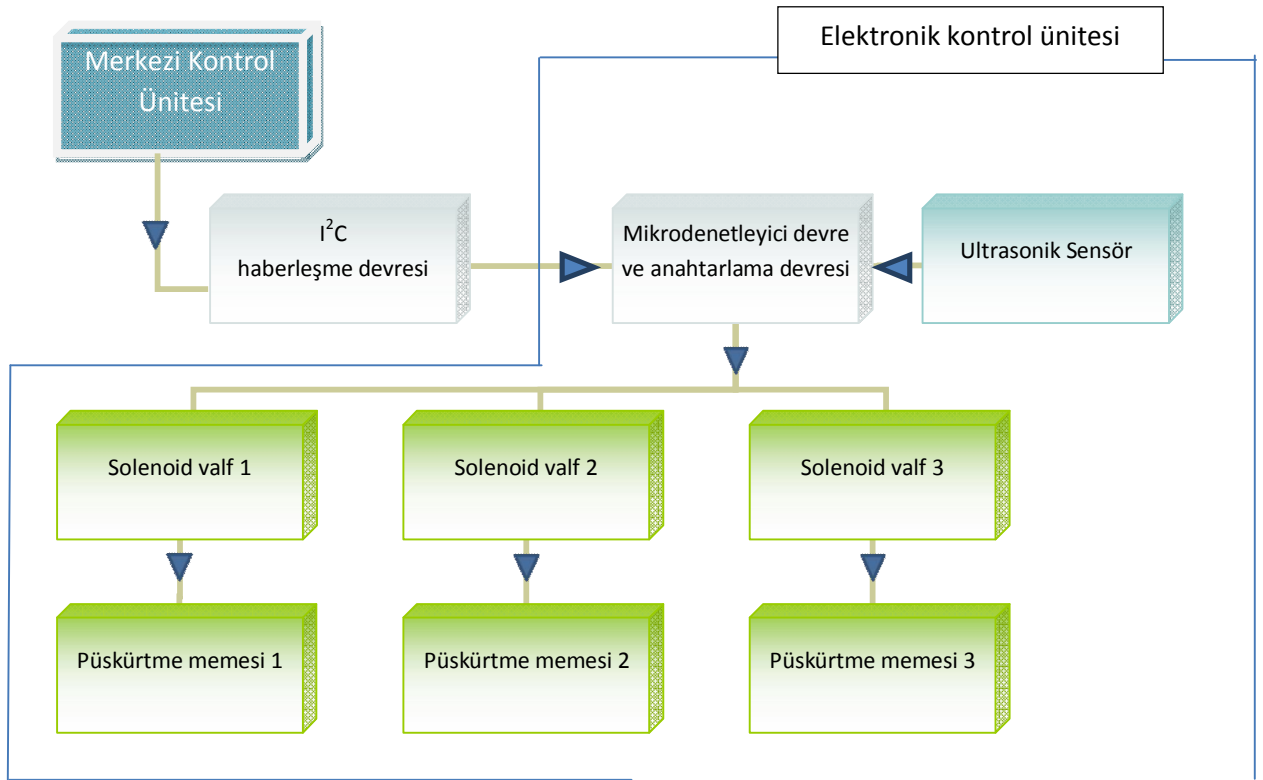 Elektronik kontrol ünitesi
Merkezi Kontrol
Ünitesi
I²C
haberleşme devresi
Mikrodenetleyici devre
ve anahtarlama devresi
Ultrasonik Sensör
Solenoid valf 1
Solenoid valf 2
Solenoid valf 3
Püskürtme memesi 1
Püskürtme memesi 2
Püskürtme memesi 3